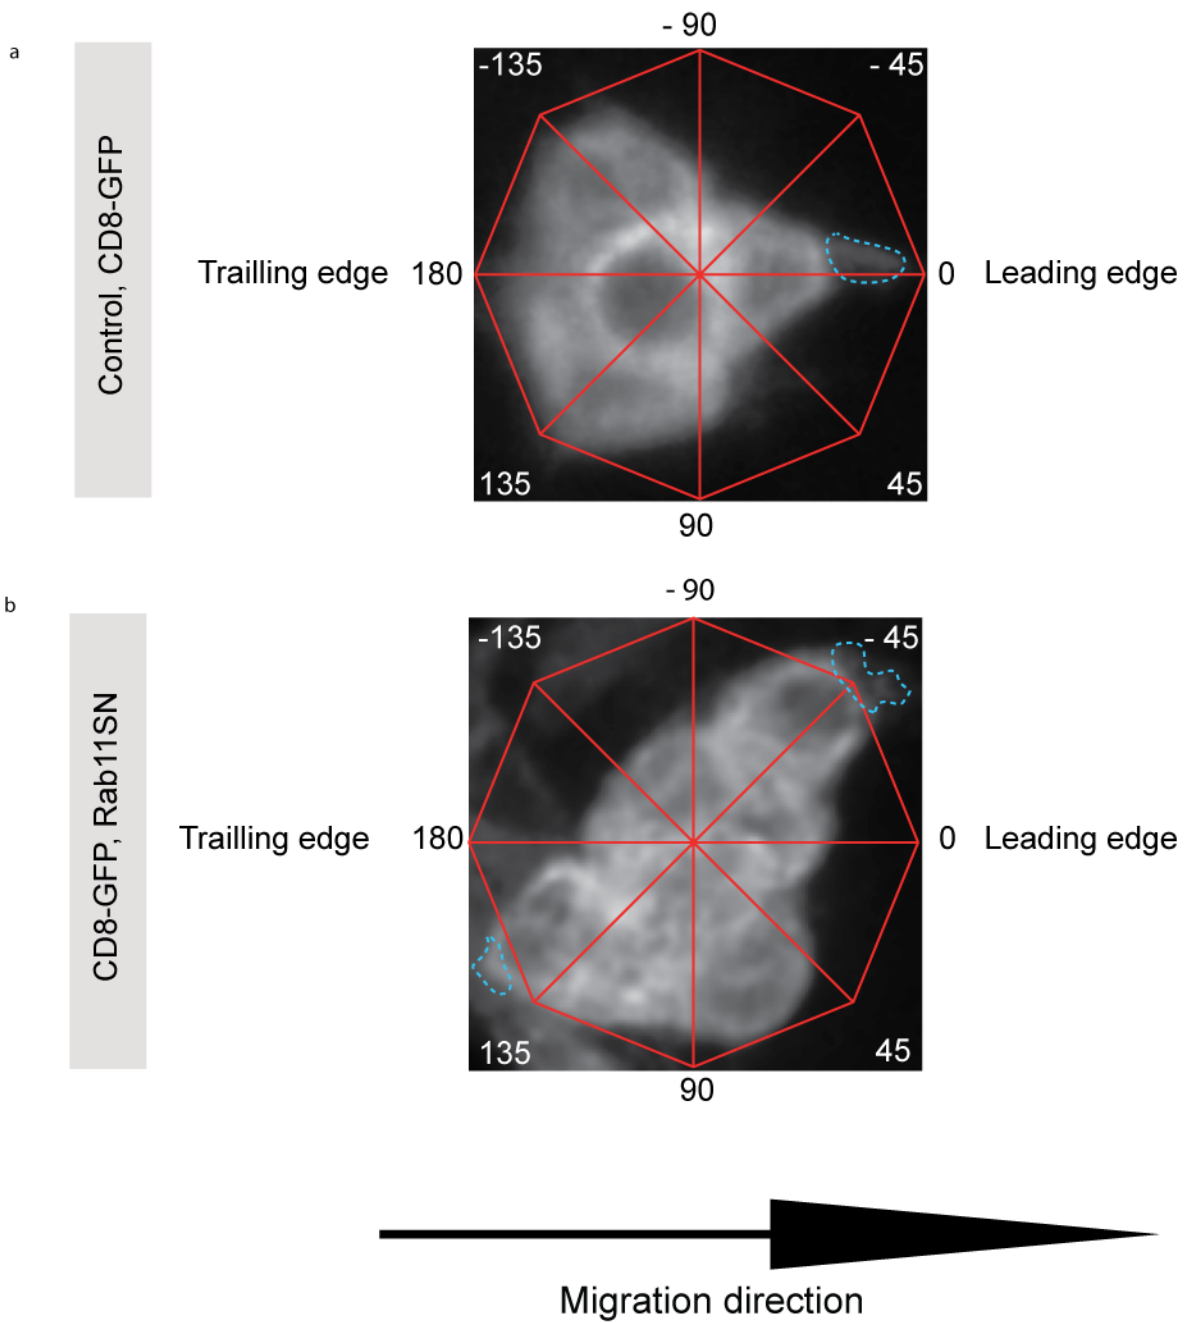 a
Control, CD8-GFP
- 90
-135
- 45
Trailling edge
180
0
Leading edge
135
45
90
b
CD8-GFP, Rab11SN
- 90
-135
- 45
Trailling edge
180
0
Leading edge
135
45
90
Migration direction